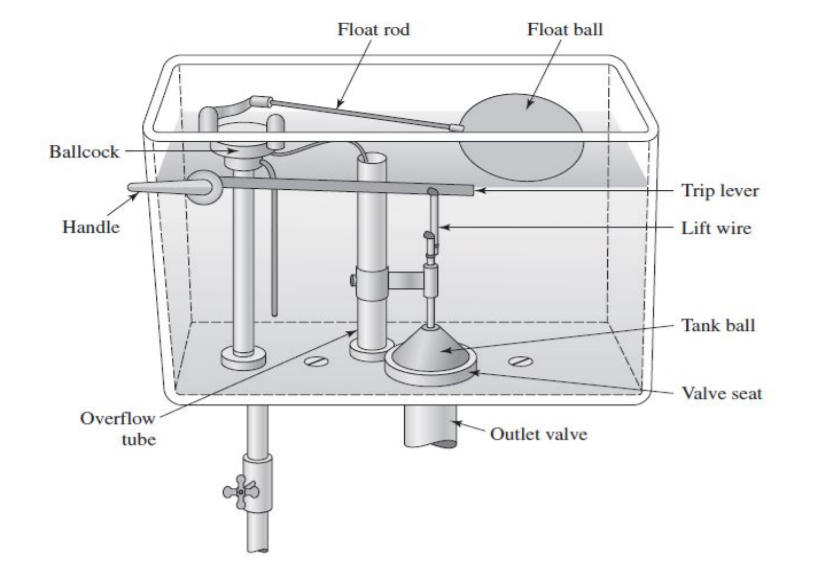 Float rod
Float ball
Ballcock
Trip lever
Handle
Lift wire
Tank ball
Valve seat
Overflow
tube
Outlet valve